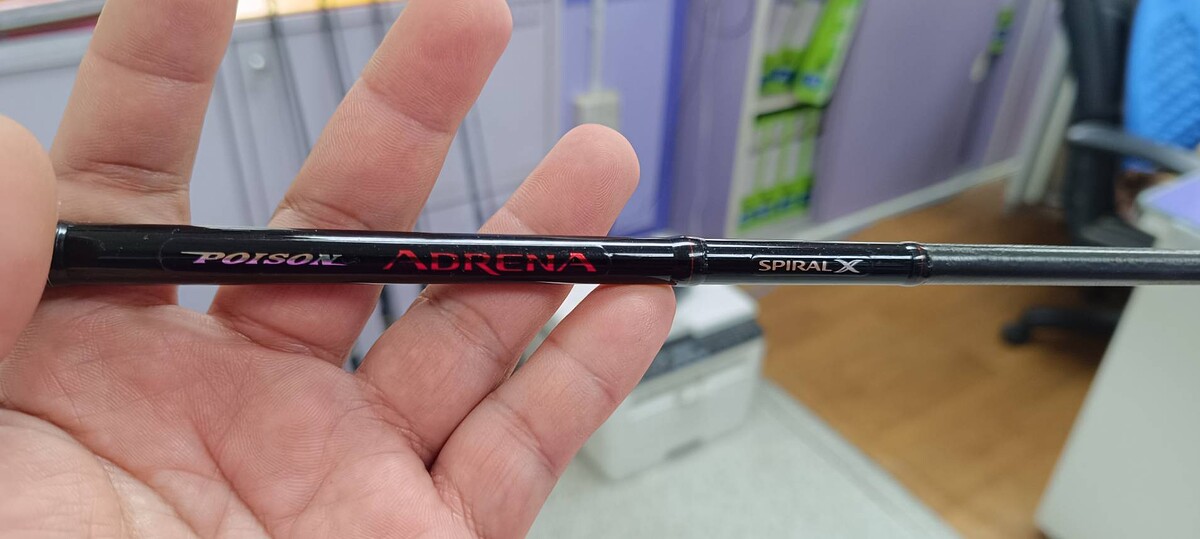 POISON ADRENA SPIRAL X